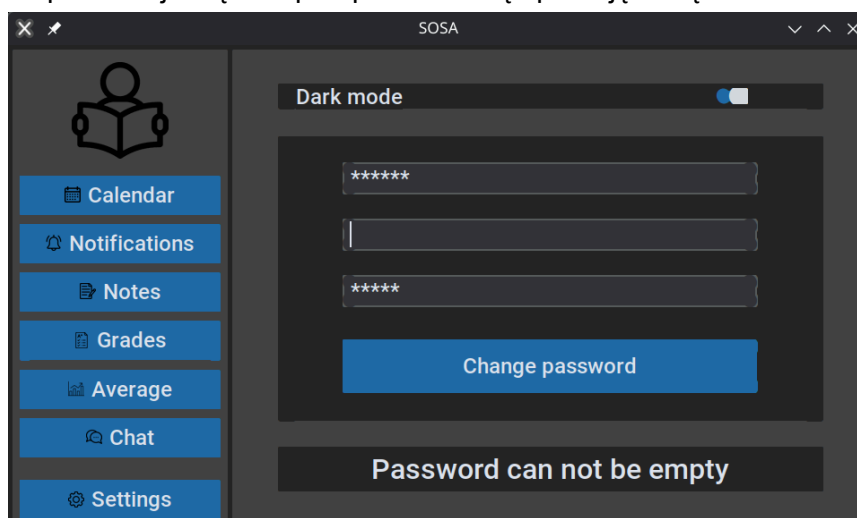 SOSA
Dark mode
******
*****
Change password
Password can not be empty
Calendar
Notifications
Notes
Grades
Average
Chat
Settings